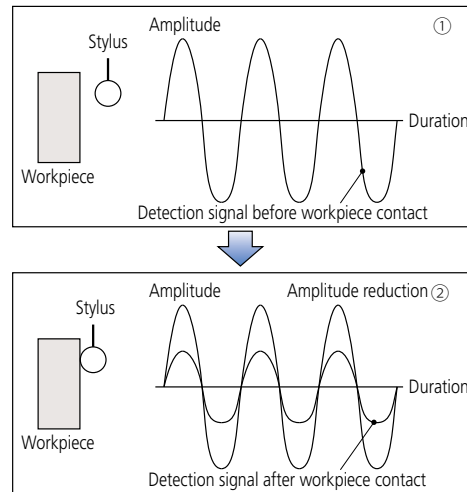 Amplitude
①
Stylus
Duration
Workpiece
Detection signal before workpiece contact
Amplitude
Amplitude reduction ②
Stylus
Duration
Workpiece
Detection signal after workpiece contact